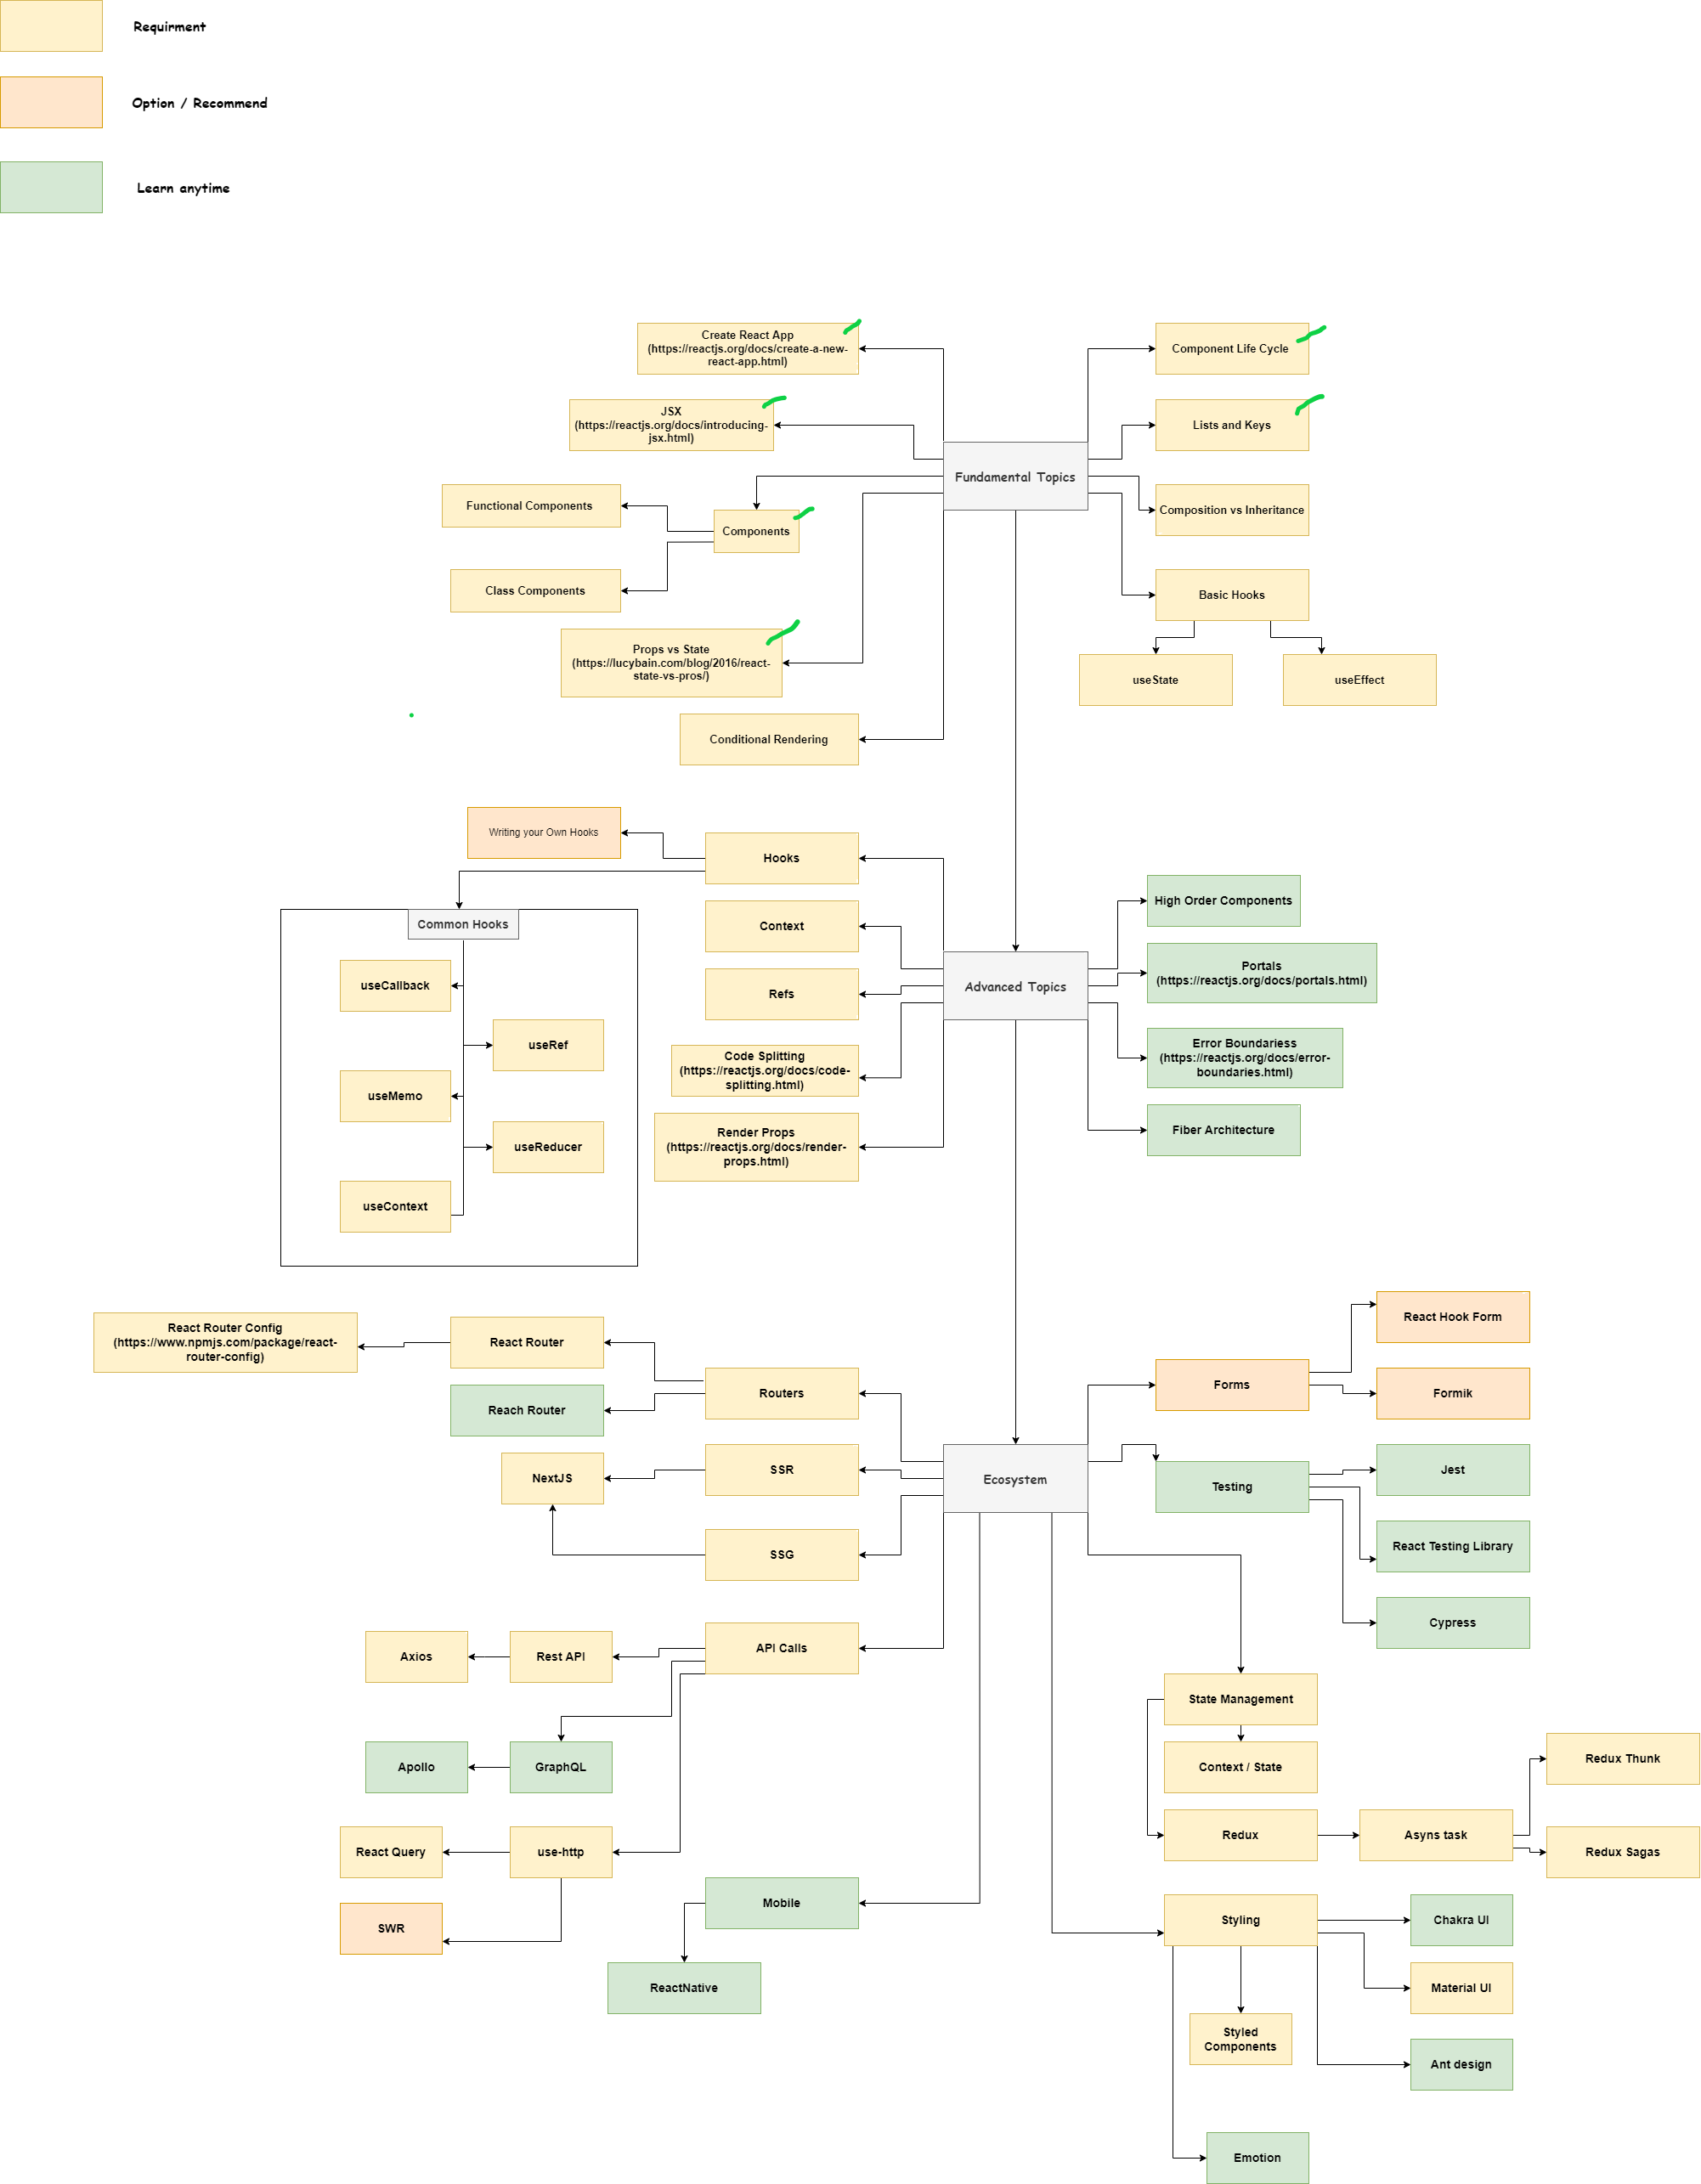 Requirment
Option / Recommend
Learn anytime
Create React App
(https://reactjs.org/docs/create-a-new-
react-app.html)
Component Life Cycle
JSX
(https://reactjs.org/docs/introducing-
jsx.html)
Lists and Keys
Fundamental Topics
Functional Components
Components
Composition vs Inheritance
Class Components
Basic Hooks
Props vs State
(https://lucybain.com/blog/2016/react-
state-vs-pros/)
useState
useEffect
Conditional Rendering
Writing your Own Hooks
Hooks
High Order Components
Common Hooks
Context
Portals
(https://reactjs.org/docs/portals.html)
useCallback
Refs
Advanced Topics
useRef
Code Splitting
(https://reactjs.org/docs/code-
splitting.html)
Error Boundariess
(https://reactjs.org/docs/error-
boundaries.html)
useMemo
Render Props
(https://reactjs.org/docs/render-
props.html)
Fiber Architecture
useReducer
useContext
React Router Config
(https://www.npmjs.com/package/react-
router-config)
React Router
React Hook Form
Reach Router
Routers
Forms
Formik
NextJS
SSR
Ecosystem
Testing
Jest
SSG
React Testing Library
Cypress
Axios
Rest API
API Calls
State Management
Apollo
GraphQL
Context / State
Redux Thunk
React Query
use-http
Redux
Asyns task
Redux Sagas
SWR
Mobile
Styling
Chakra UI
ReactNative
Material UI
Styled
Components
Ant design
Emotion